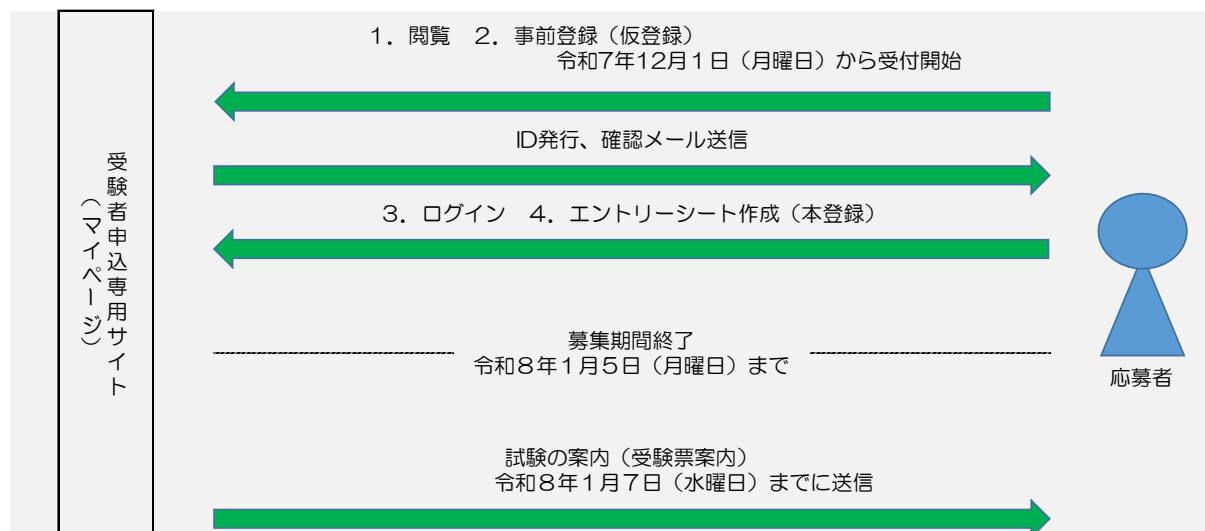 1．閲覧　2．事前登録（仮登録）
令和7年12月1日（月曜日）から受付開始
ID発行、確認メール送信
受験者申込専用サイト
（マイページ）
3．ログイン　4．エントリーシート作成（本登録）
募集期間終了
令和8年1月5日（月曜日）まで
応募者
試験の案内（受験票案内）
令和8年1月7日（水曜日）までに送信